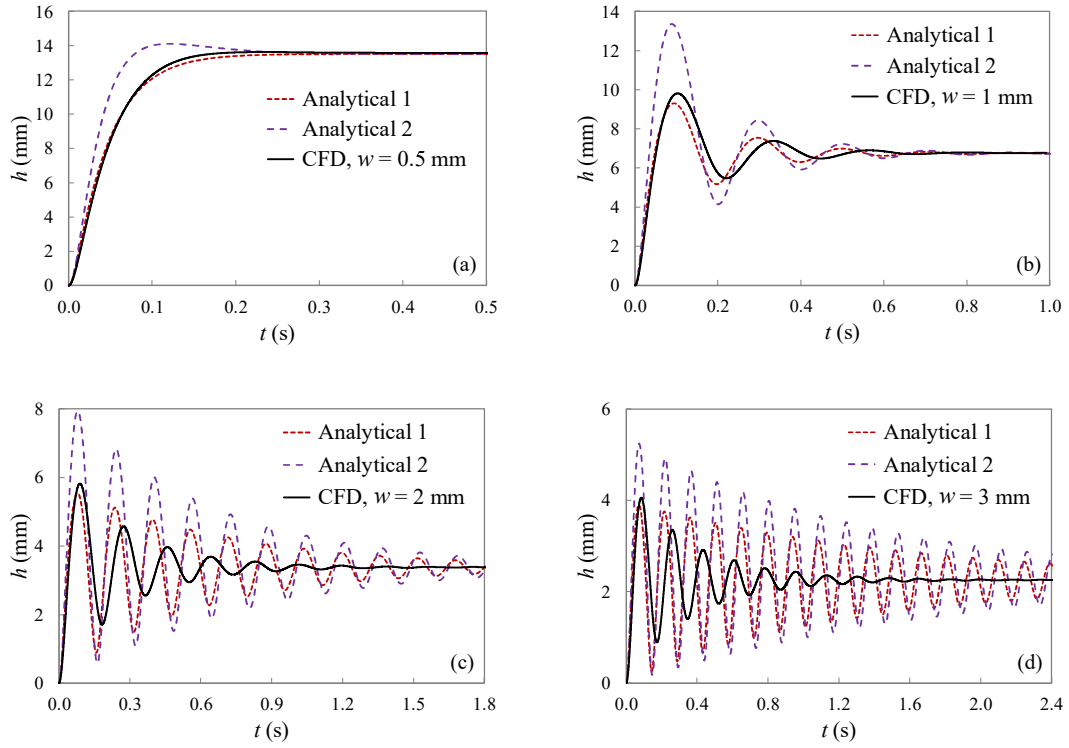 h (mm)
16
14
12
10
8
6
4
2
0
Analytical 1
Analytical 2
CFD, w = 0.5 mm
(a)
0.0 0.1 0.2 0.3 0.4 0.5
t (s)
h (mm)
14
12
10
8
6
4
2
0
Analytical 1
Analytical 2
CFD, w = 1 mm
(b)
0.0 0.2 0.4 0.6 0.8 1.0
t (s)
h (mm)
8
6
4
2
0
Analytical 1
Analytical 2
CFD, w = 2 mm
(c)
0.0 0.3 0.6 0.9 1.2 1.5 1.8
t (s)
h (mm)
6
4
2
0
Analytical 1
Analytical 2
CFD, w = 3 mm
(d)
0.0 0.4 0.8 1.2 1.6 2.0 2.4
t (s)